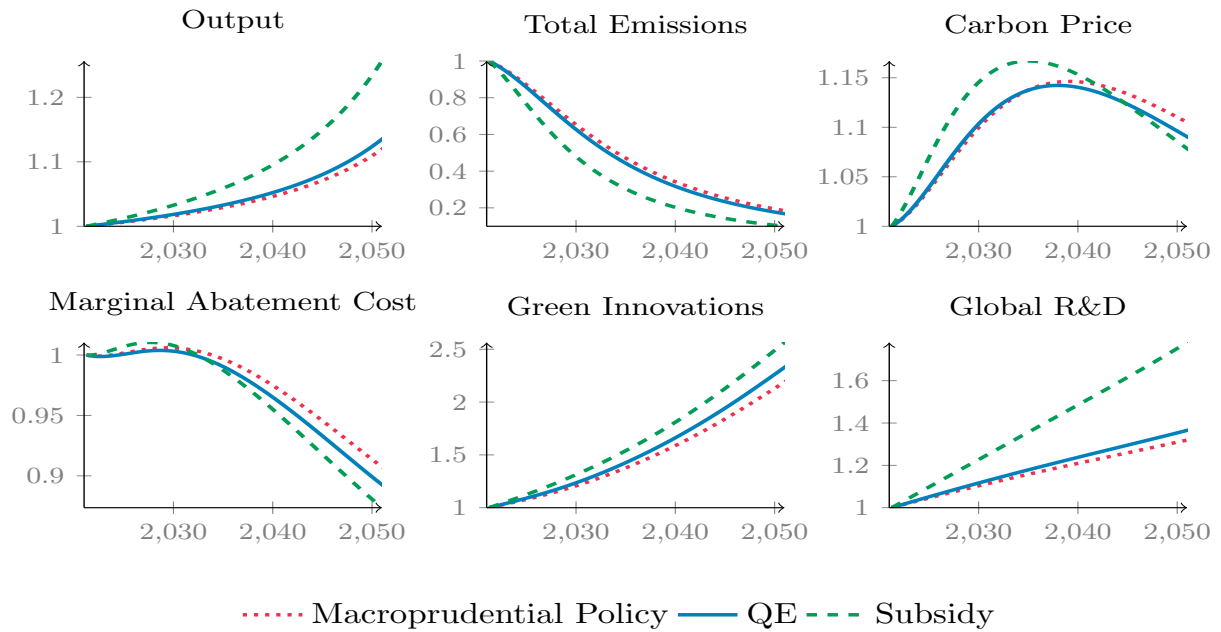 Output
1
1.1
1.2
2,030 2,040 2,050
Total Emissions
0.2
0.4
0.6
0.8
1
2,030 2,040 2,050
Carbon Price
1
1.05
1.1
1.15
2,030 2,040 2,050
Marginal Abatement Cost
0.9
0.95
1
2,030 2,040 2,050
Green Innovations
1
1.5
2
2.5
2,030 2,040 2,050
Global R&D
1
1.2
1.4
1.6
2,030 2,040 2,050
Macroprudential Policy QE Subsidy